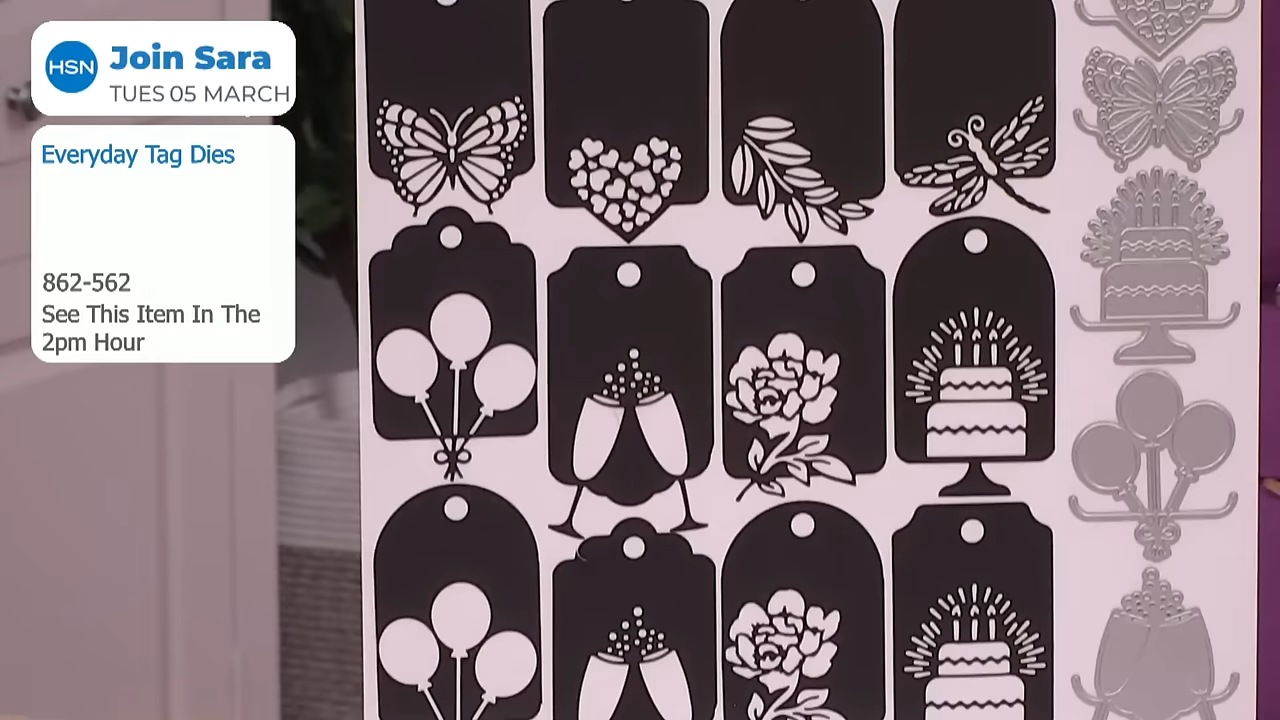 HSN
Join Sara
TUES 05 MARCH
Everyday Tag Dies
862-562
See This Item In The
2pm Hour